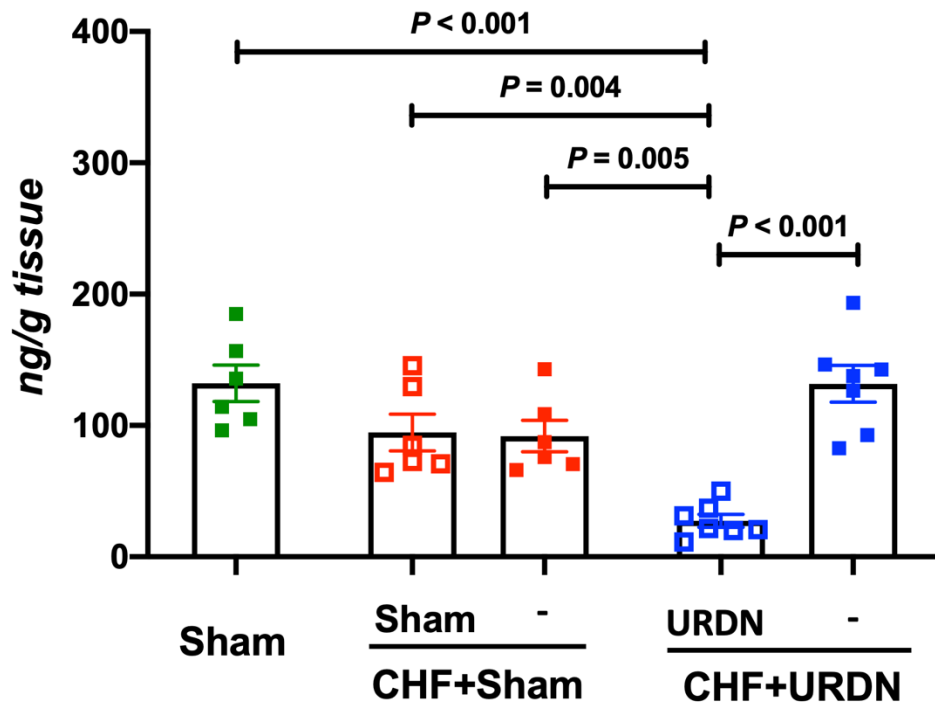 400
P < 0.001
P = 0.004
300
P = 0.005
P < 0.001
ng/g tissue
200
100
0
Sham - URDN -
Sham
CHF+Sham CHF+URDN